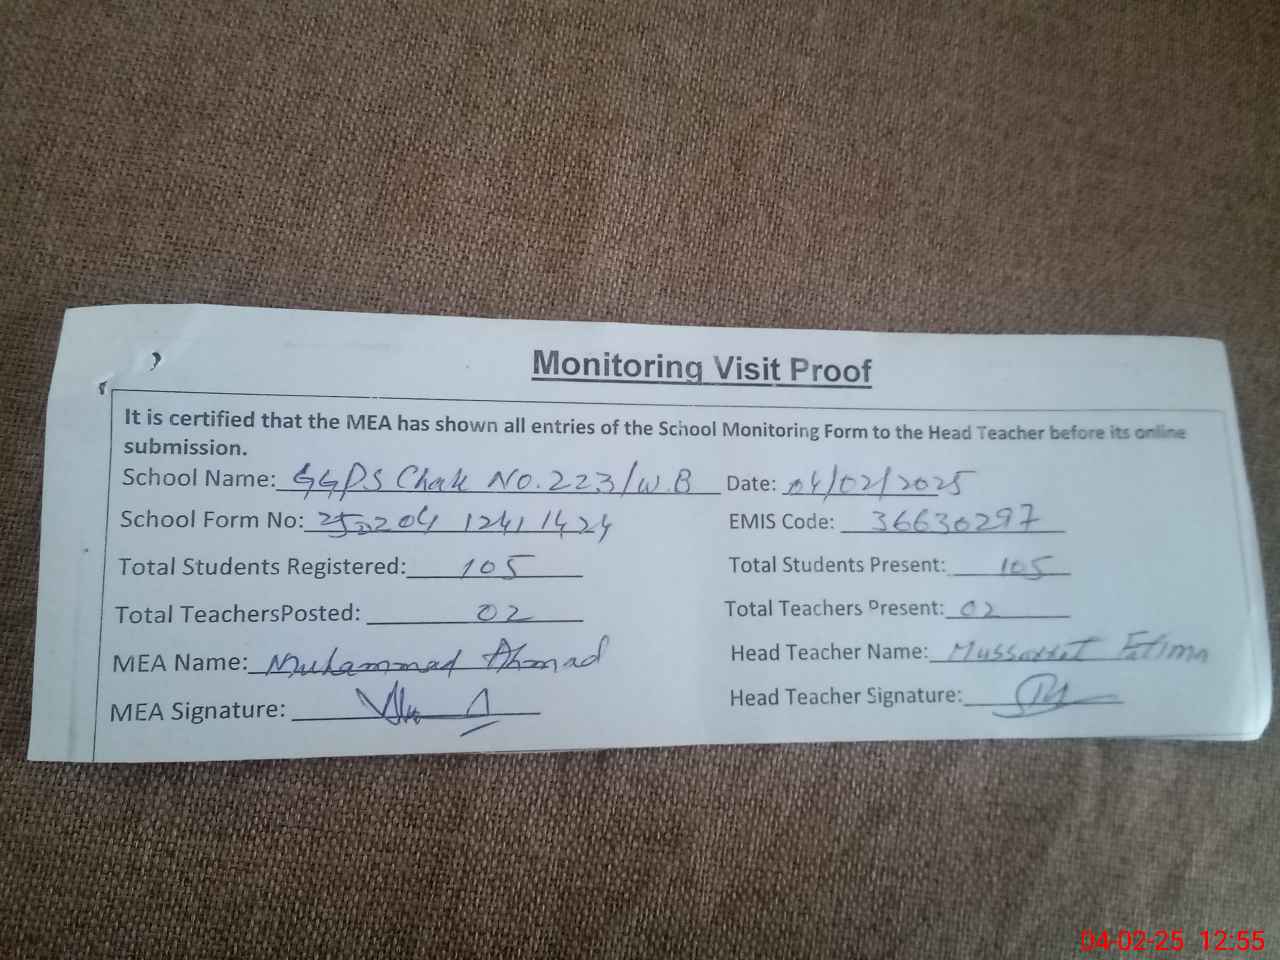 Monitoring Visit Proof
It is certified that the MEA has shown all entries of the School Monitoring Form to the Head Teacher before its online
submission.
School Name: GGPS Chak No.223/W.B Date: 04/02/2025
School Form No: EMIS Code: 36630297
Total Students Registered: 105 Total Students Present: 105
Total TeachersPosted: 02 Total Teachers Present: 02
MEA Name: Muhammad Ahmad Head Teacher Name: Mussarrat Fatima
MEA Signature: Head Teacher Signature:
04-02-25 12:55